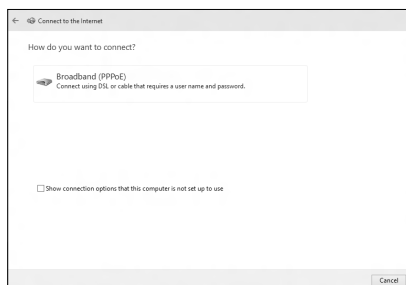 Connect to the Internet
How do you want to connect?
Broadband (PPPoE)
Connect using DSL or cable that requires a user name and password.
Show connection options that this computer is not set up to use
Cancel